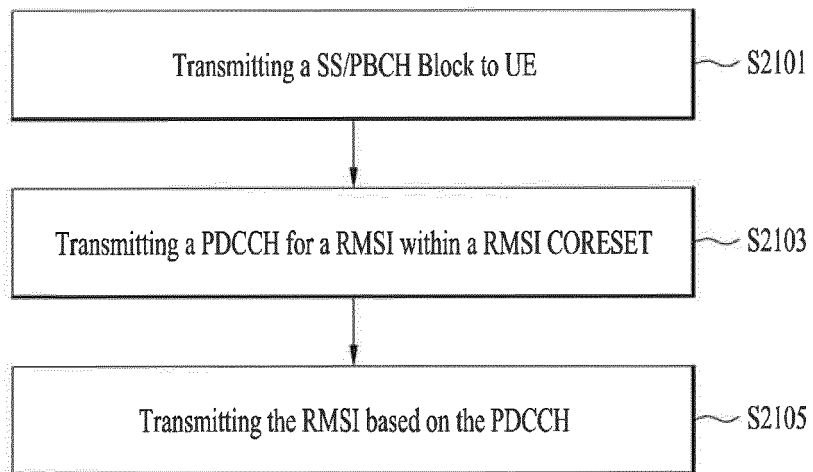 Transmitting a SS/PBCH Block to UE
S2101
Transmitting a PDCCH for a RMSI within a RMSI CORESET
S2103
Transmitting the RMSI based on the PDCCH
S2105